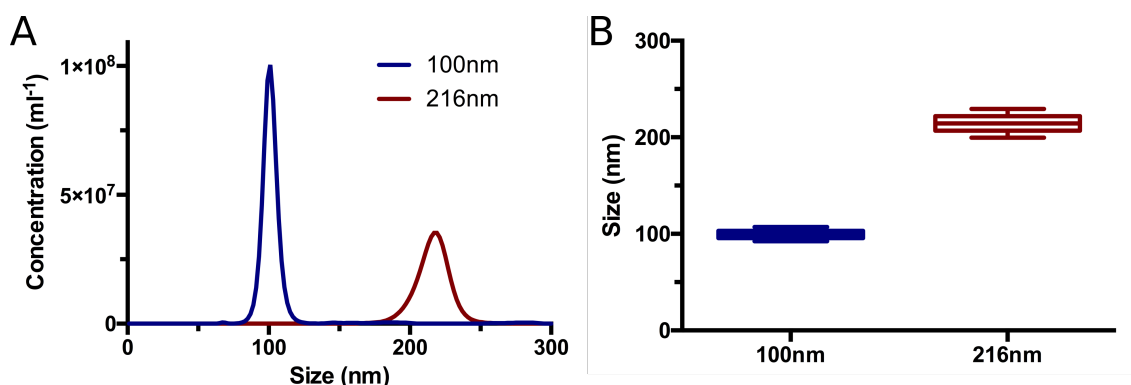 A
Concentration (ml⁻¹)
1×10⁸
5×10⁷
0
0 100 200 300
Size (nm)
100nm
216nm
B
Size (nm)
300
200
100
0
100nm 216nm